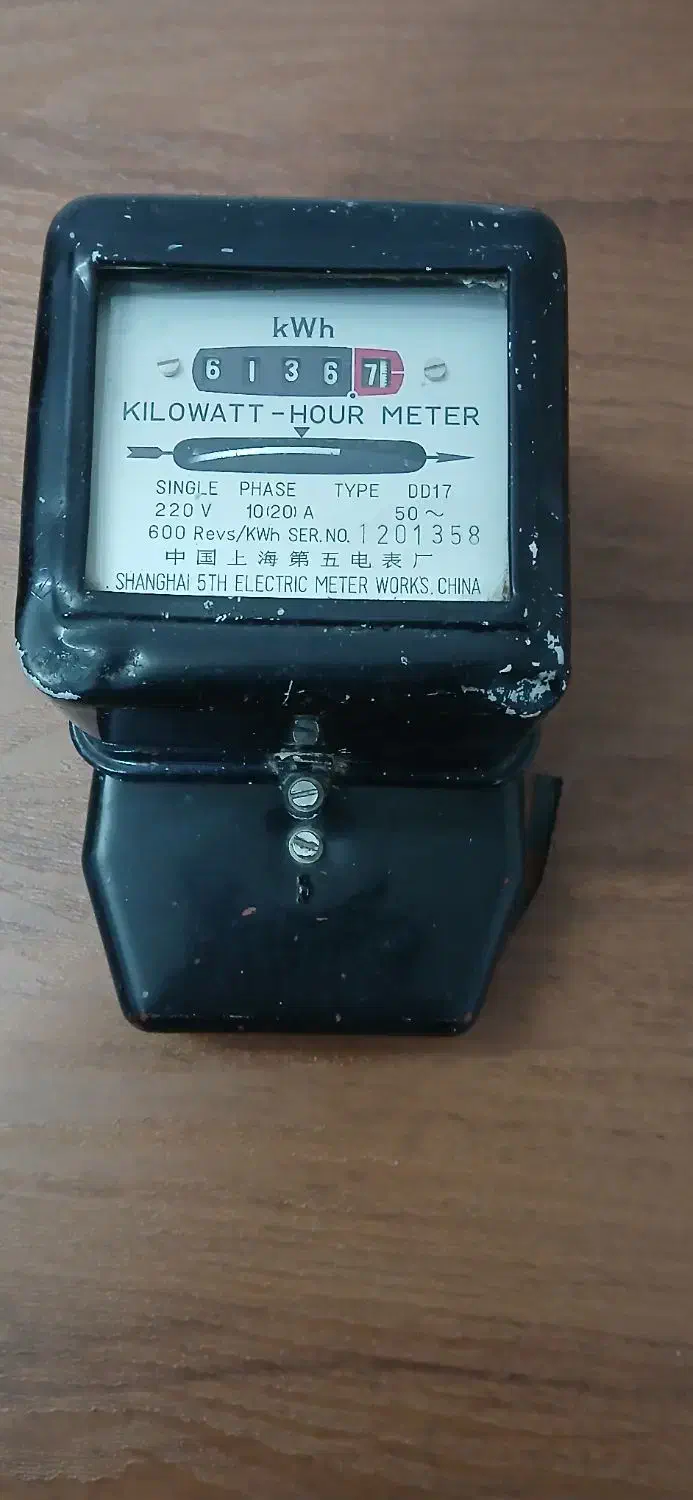 kWh
6 1 3 6 7
KILOWATT-HOUR METER
SINGLE PHASE TYPE DD17
220 V 10(20) A 50~
600 Revs/KWh SER.NO. 1201358
中国上海第五电表厂
SHANGHAI 5TH ELECTRIC METER WORKS, CHINA